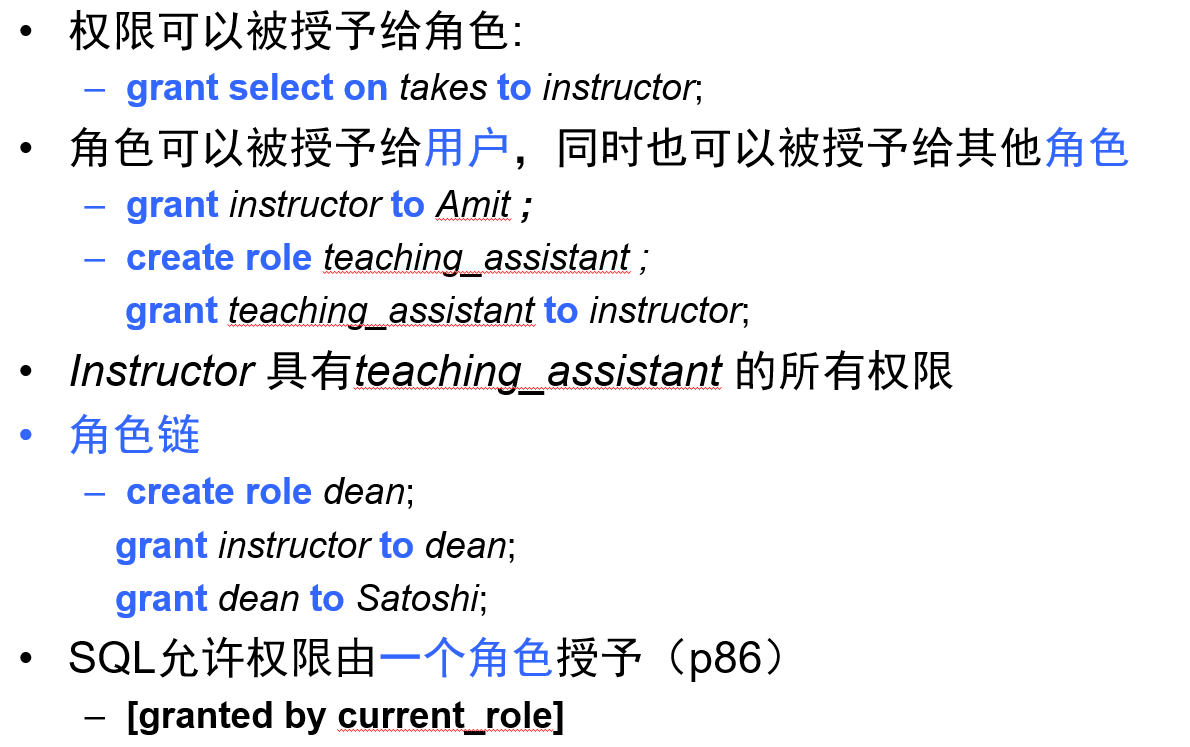 • 权限可以被授予给角色:
– grant select on takes to instructor;
• 角色可以被授予给用户，同时也可以被授予给其他角色
– grant instructor to Amit ;
– create role teaching_assistant ;
grant teaching_assistant to instructor;
• Instructor 具有teaching_assistant 的所有权限
• 角色链
– create role dean;
grant instructor to dean;
grant dean to Satoshi;
• SQL允许权限由一个角色授予（p86）
– [granted by current_role]